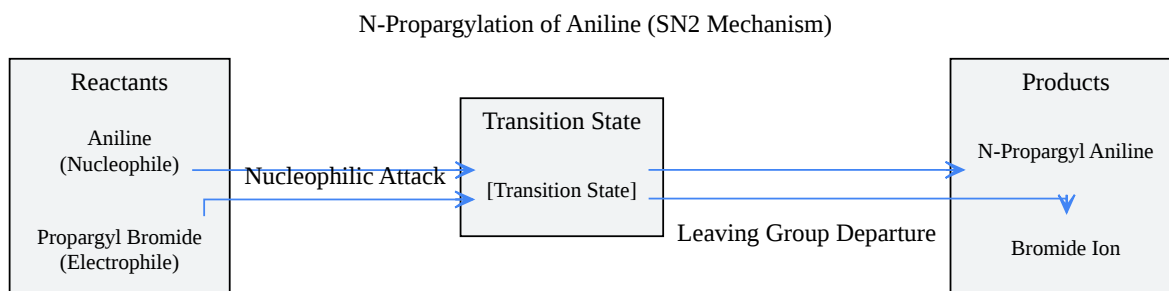 N-Propargylation of Aniline (SN2 Mechanism)
Reactants
Aniline
(Nucleophile)
Propargyl Bromide
(Electrophile)
Nucleophilic Attack
Transition State
[Transition State]
Leaving Group Departure
Products
N-Propargyl Aniline
Bromide Ion